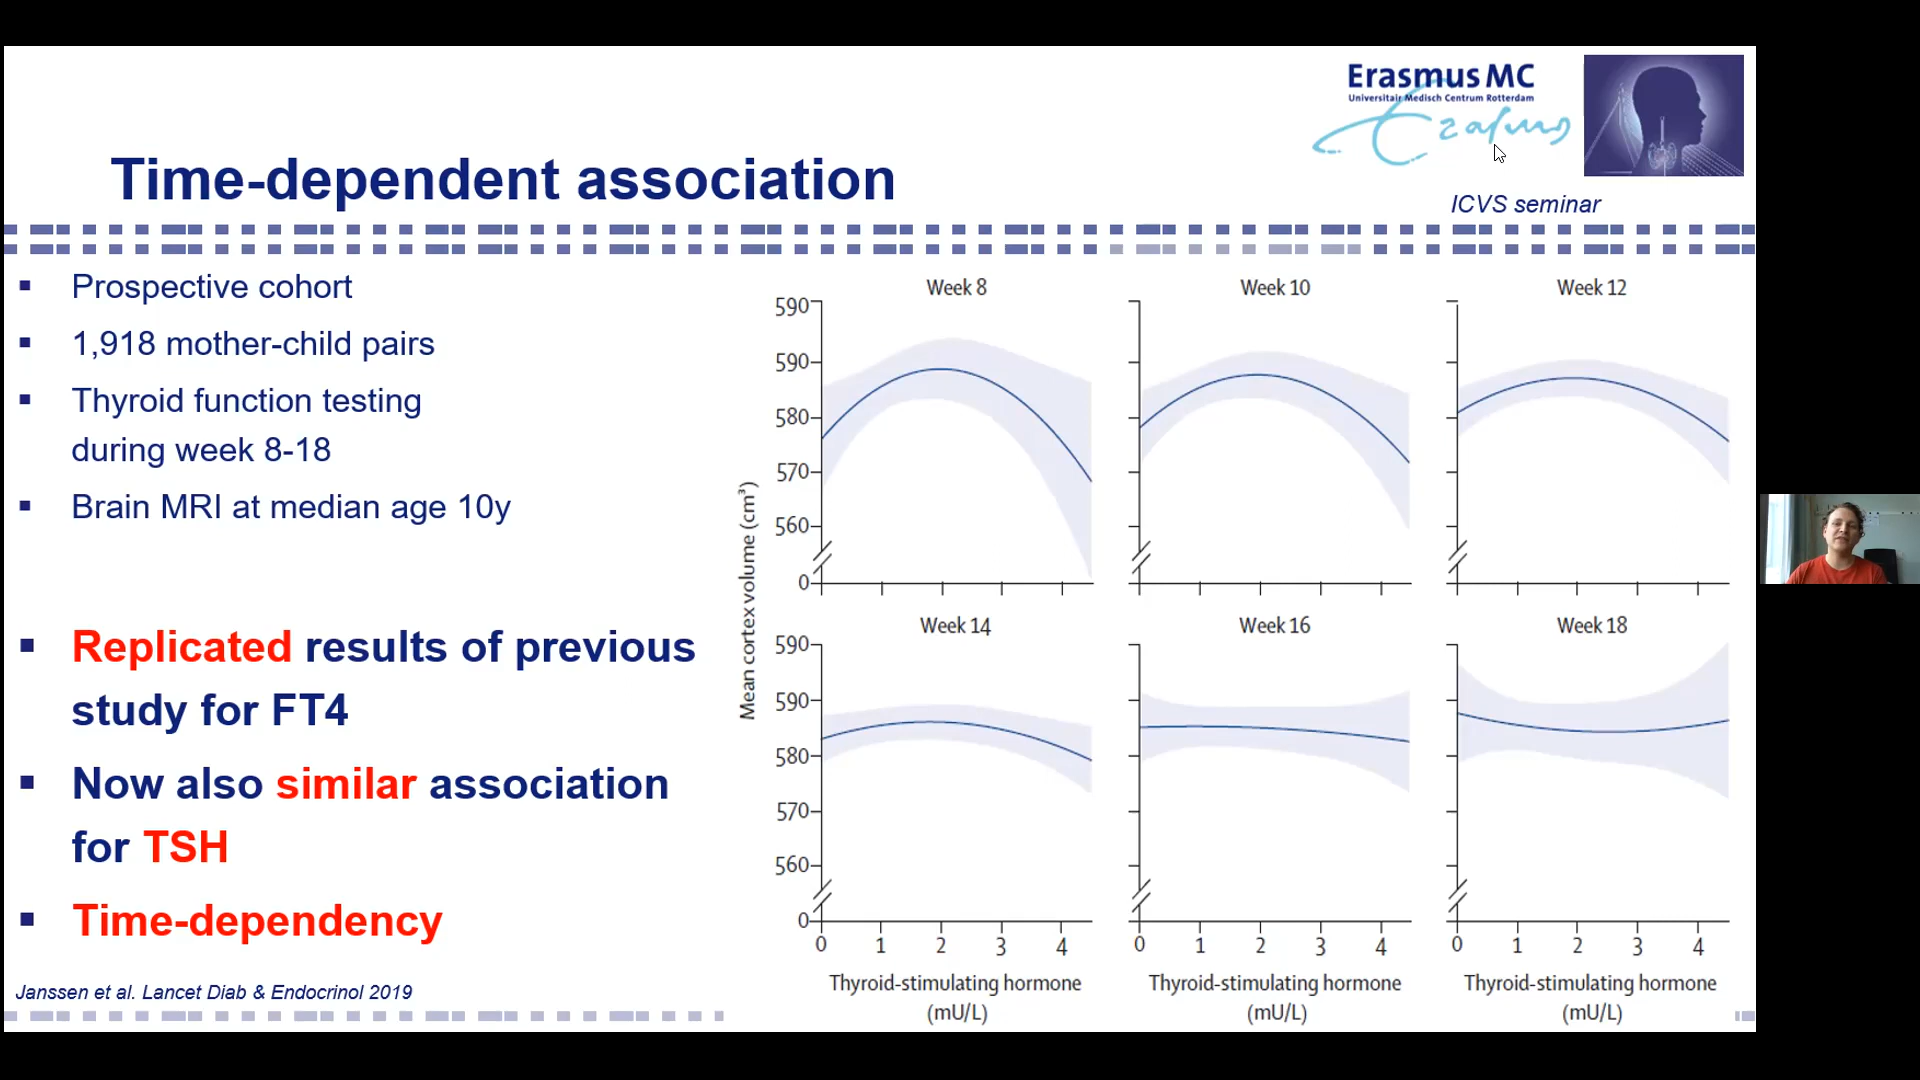 Erasmus MC
Universitair Medisch Centrum Rotterdam
Erasmus
Time-dependent association
ICVS seminar
Prospective cohort
1,918 mother-child pairs
Thyroid function testing
during week 8-18
Brain MRI at median age 10y
Replicated results of previous
study for FT4
Now also similar association
for TSH
Time-dependency
Janssen et al. Lancet Diab & Endocrinol 2019
Mean cortex volume (cm³)
Week 8
Week 10
Week 12
590
590
580
570
560
0
Week 14
Week 16
Week 18
590
590
580
570
560
0
0 1 2 3 4
0 1 2 3 4
0 1 2 3 4
Thyroid-stimulating hormone
(mU/L)
Thyroid-stimulating hormone
(mU/L)
Thyroid-stimulating hormone
(mU/L)